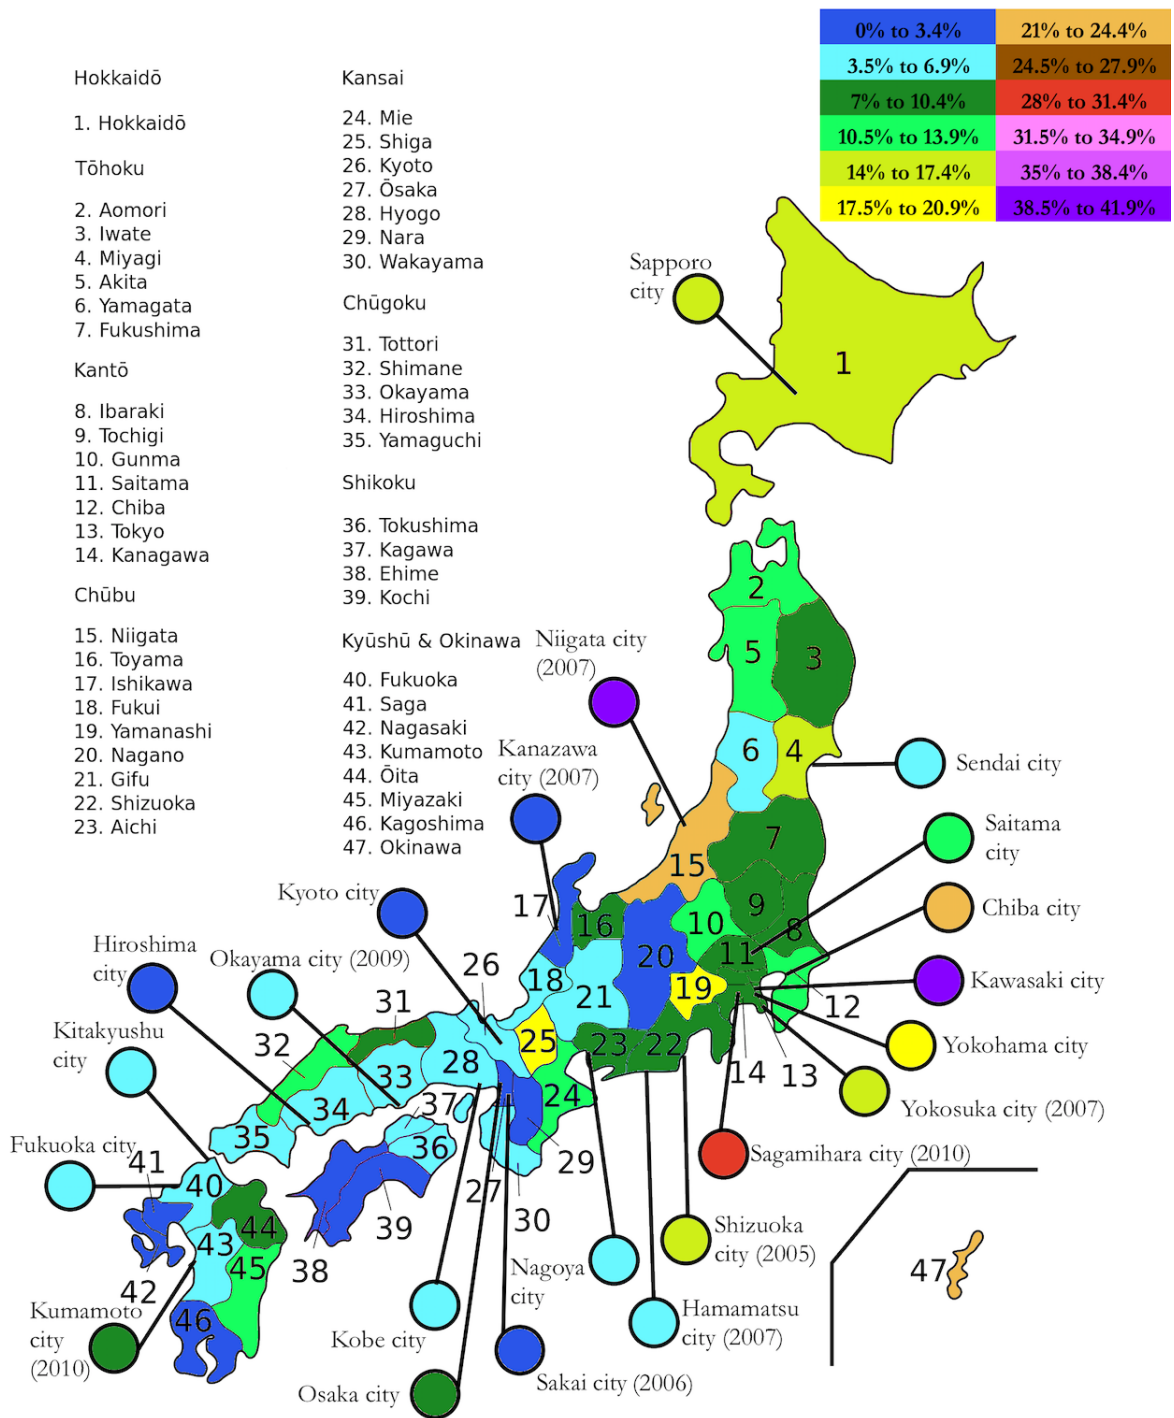 0% to 3.4%
21% to 24.4%
3.5% to 6.9%
24.5% to 27.9%
7% to 10.4%
28% to 31.4%
10.5% to 13.9%
31.5% to 34.9%
14% to 17.4%
35% to 38.4%
17.5% to 20.9%
38.5% to 41.9%
Hokkaidō
1. Hokkaidō
Tōhoku
2. Aomori
3. Iwate
4. Miyagi
5. Akita
6. Yamagata
7. Fukushima
Kantō
8. Ibaraki
9. Tochigi
10. Gunma
11. Saitama
12. Chiba
13. Tokyo
14. Kanagawa
Chūbu
15. Niigata
16. Toyama
17. Ishikawa
18. Fukui
19. Yamanashi
20. Nagano
21. Gifu
22. Shizuoka
23. Aichi
Kansai
24. Mie
25. Shiga
26. Kyoto
27. Ōsaka
28. Hyogo
29. Nara
30. Wakayama
Chūgoku
31. Tottori
32. Shimane
33. Okayama
34. Hiroshima
35. Yamaguchi
Shikoku
36. Tokushima
37. Kagawa
38. Ehime
39. Kochi
Kyūshū & Okinawa
40. Fukuoka
41. Saga
42. Nagasaki
43. Kumamoto
44. Ōita
45. Miyazaki
46. Kagoshima
47. Okinawa
Sapporo
city
1
2
5
3
Niigata city
(2007)
6
4
Kanazawa
city (2007)
Sendai city
7
15
Saitama
city
Kyoto city
17
16
10
9
8
Chiba city
Hiroshima
city
Okayama city (2009)
26
18
21
20
11
19
12
Kawasaki city
Kitakyushu
city
31
32
33
28
25
23
22
14
13
Yokohama city
34
37
24
Yokosuka city (2007)
35
36
Fukuoka city
41
40
29
Sagamihara city (2010)
27
30
39
38
44
43
45
42
46
Shizuoka
city (2005)
Nagoya
city
47
Kumamoto
city
(2010)
Kobe city
Hamamatsu
city (2007)
Osaka city
Sakai city (2006)